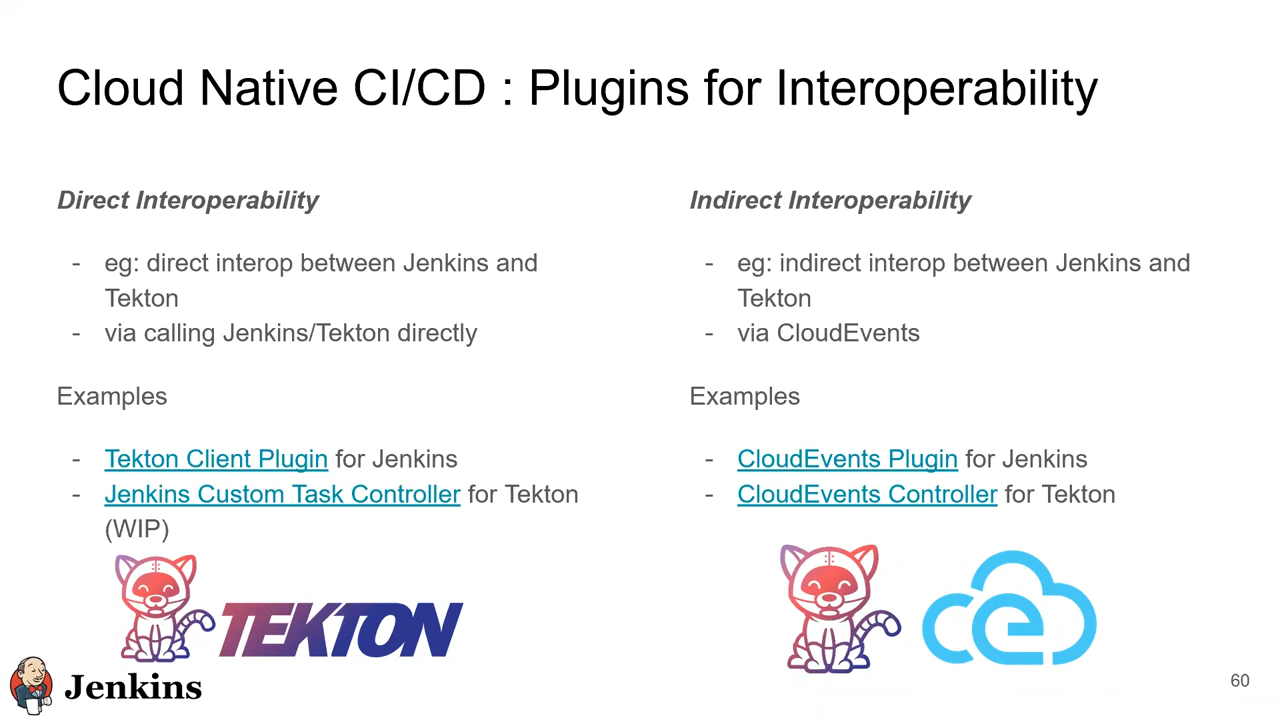 Cloud Native CI/CD : Plugins for Interoperability
Direct Interoperability
- eg: direct interop between Jenkins and
Tekton
- via calling Jenkins/Tekton directly
Examples
- Tekton Client Plugin for Jenkins
- Jenkins Custom Task Controller for Tekton
(WIP)
TEKTON
Indirect Interoperability
- eg: indirect interop between Jenkins and
Tekton
- via CloudEvents
Examples
- CloudEvents Plugin for Jenkins
- CloudEvents Controller for Tekton
Jenkins
60